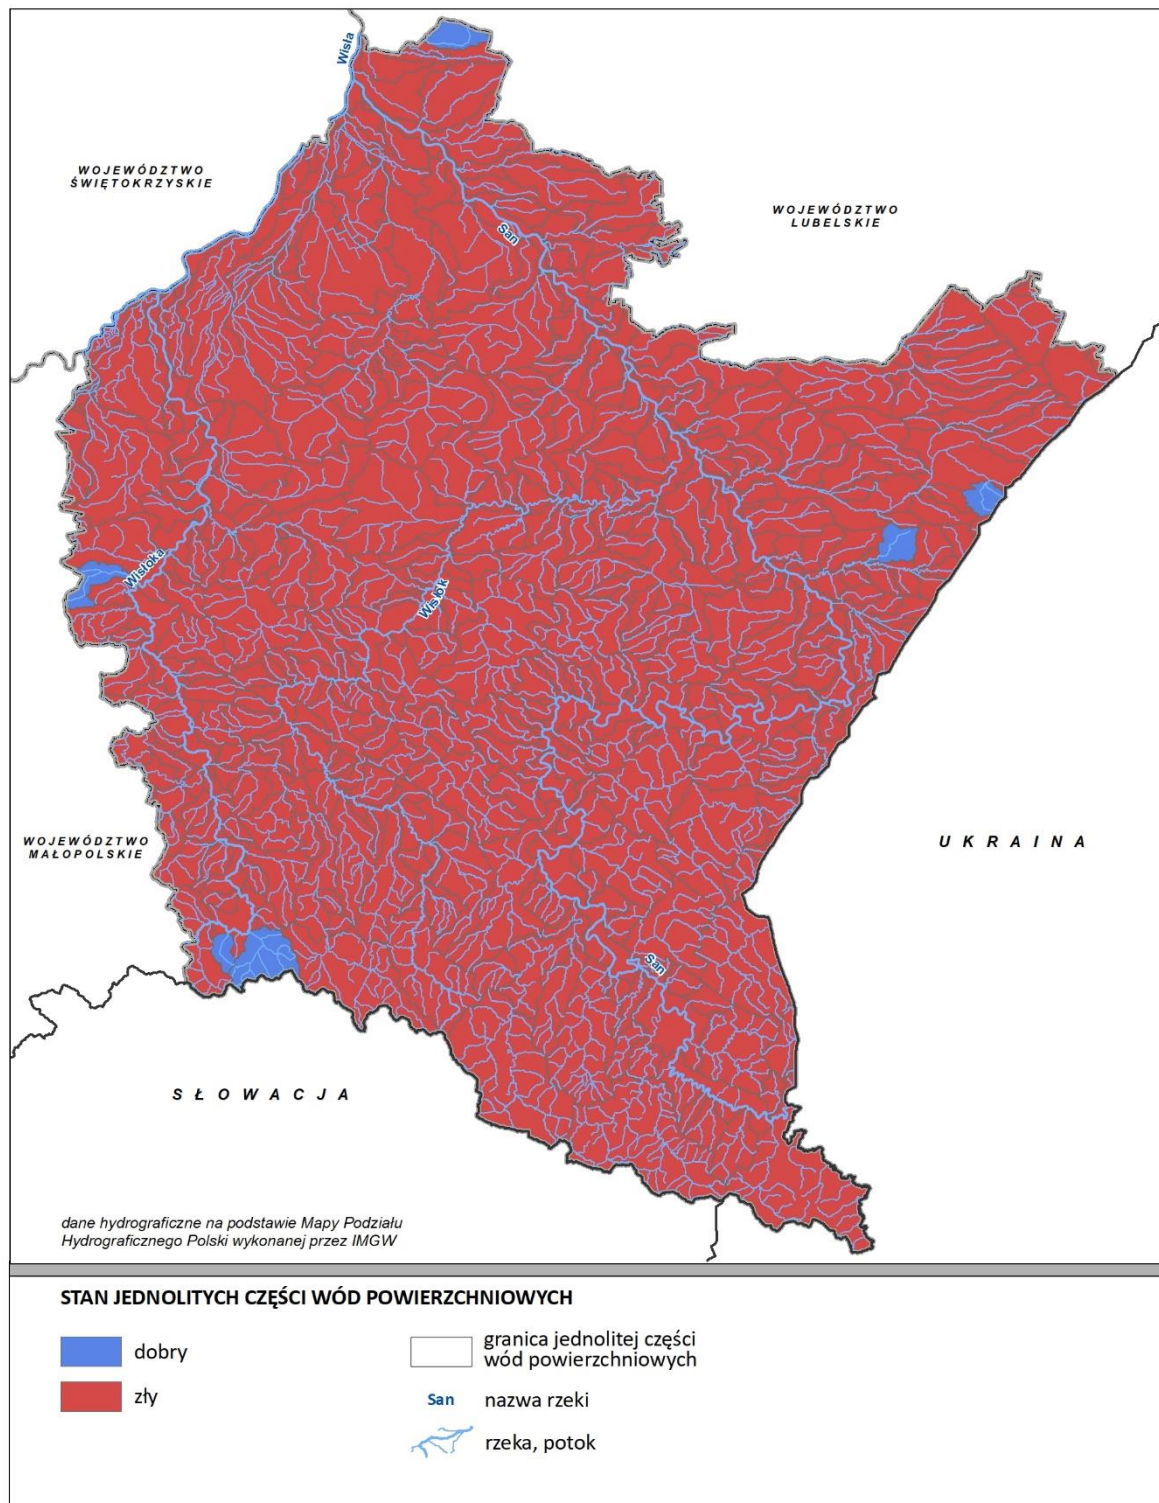 Wisła
WOJEWÓDZTWO
ŚWIĘTOKRZYSKIE
WOJEWÓDZTWO
LUBELSKIE
San
Wisłoka
Wisłok
WOJEWÓDZTWO
MAŁOPOLSKIE
UKRAINA
San
SŁOWACJA
dane hydrograficzne na podstawie Mapy Podziału
Hydrograficznego Polski wykonanej przez IMGW
STAN JEDNOLITYCH CZĘŚCI WÓD POWIERZCHNIOWYCH
dobry
zły
granica jednolitej części
wód powierzchniowych
San nazwa rzeki
rzeka, potok